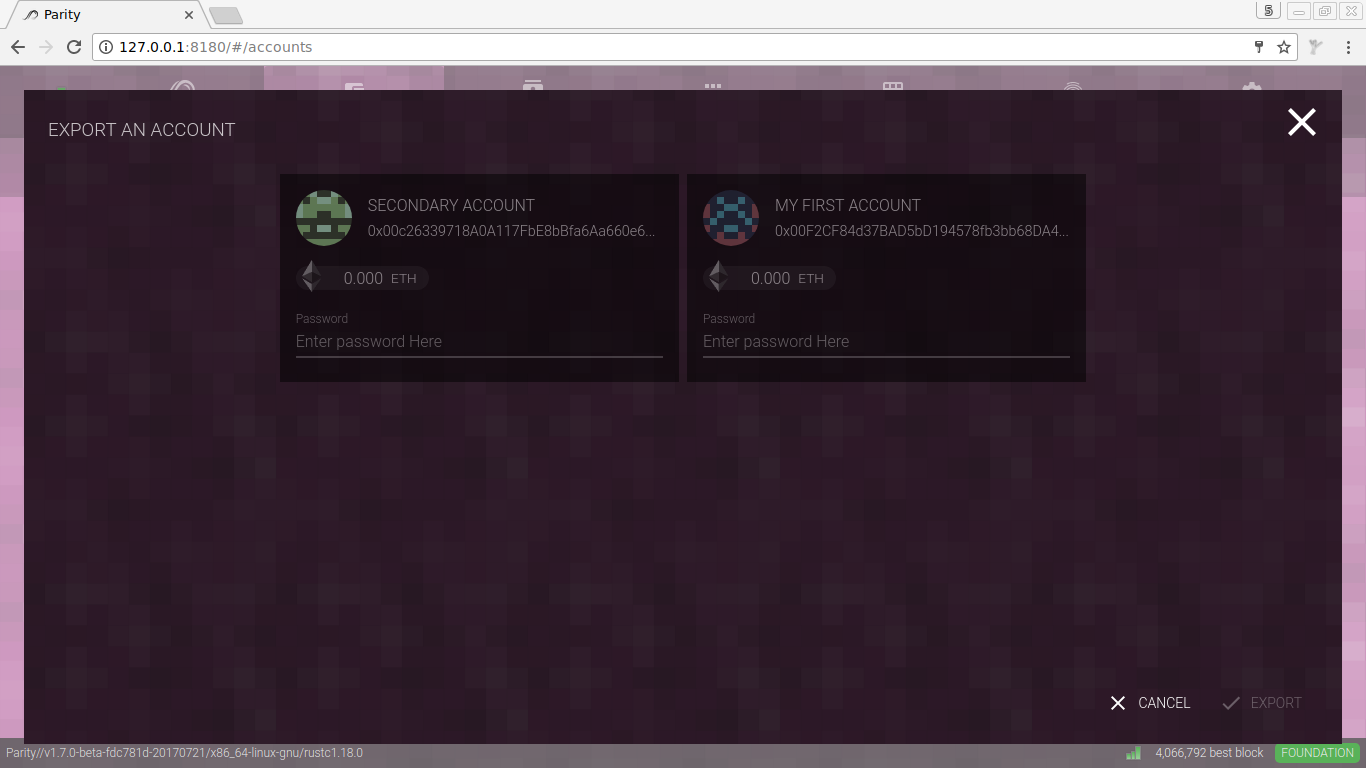 Parity
5
127.0.0.1:8180/#/accounts
EXPORT AN ACCOUNT
SECONDARY ACCOUNT
0x00c26339718A0A117FbE8bBfa6Aa660e6...
0.000 ETH
Password
Enter password Here
MY FIRST ACCOUNT
0x00F2CF84d37BAD5bD194578fb3bb68DA4...
0.000 ETH
Password
Enter password Here
CANCEL
EXPORT
Parity//v1.7.0-beta-fdc781d-20170721/x86_64-linux-gnu/rustc1.18.0
4,066,792 best block
FOUNDATION